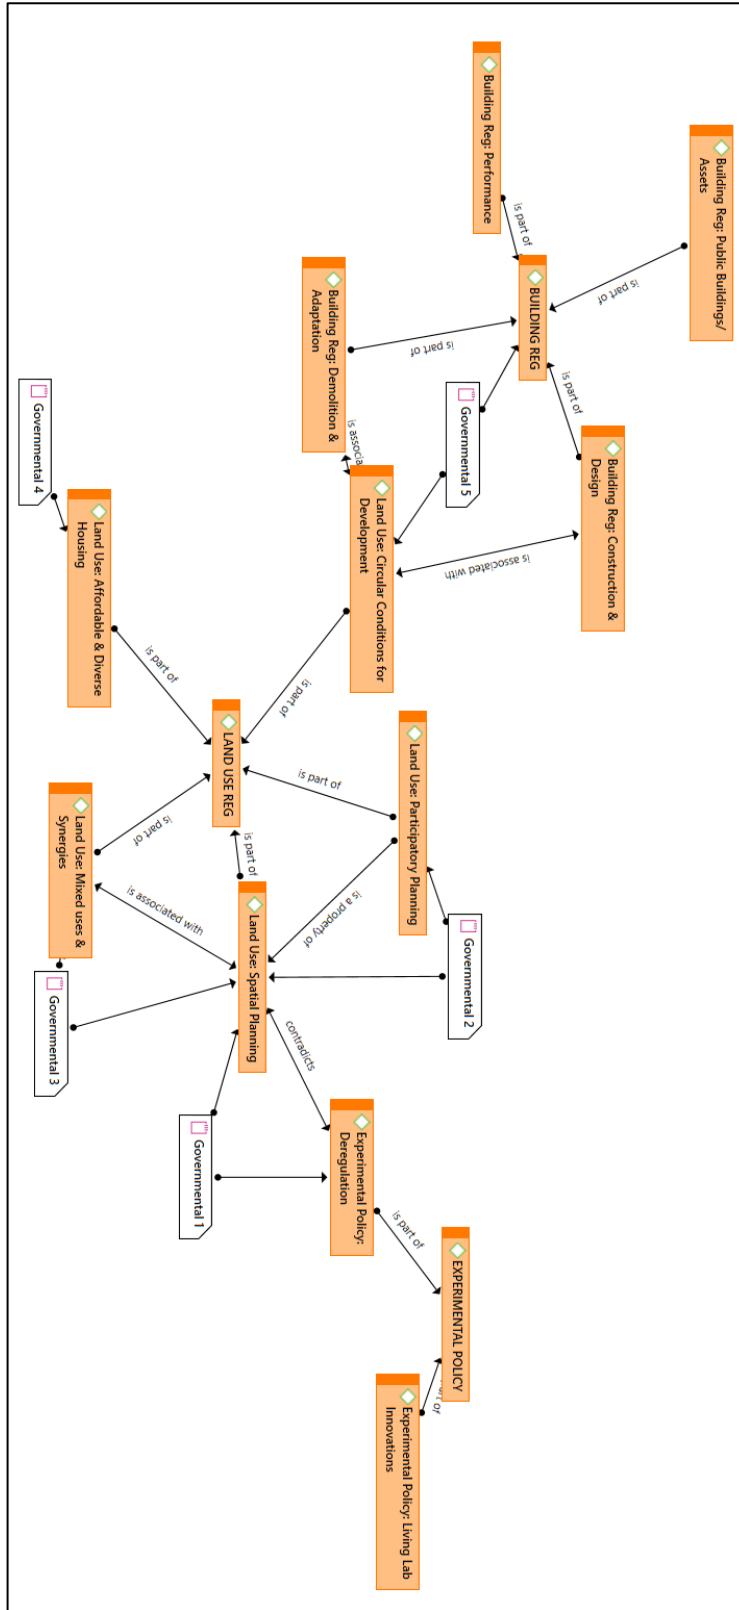 Building Reg: Public Buildings/
Assets
is part of
Building Reg: Performance
is part of
BUILDING REG
Building Reg: Construction &
Design
is part of
Building Reg: Demolition &
Adaptation
is part of
Governmental 5
is associated with
Land Use: Circular Conditions for
Development
is part of
Governmental 4
Land Use: Affordable & Diverse
Housing
is part of
LAND USE REG
Land Use: Participatory Planning
is part of
is a property of
Governmental 2
Land Use: Mixed uses &
Synergies
is part of
is associated with
is part of
Land Use: Spatial Planning
Governmental 3
contradicts
Governmental 1
Experimental Policy:
Deregulation
is part of
EXPERIMENTAL POLICY
Experimental Policy: Living Lab
Innovations